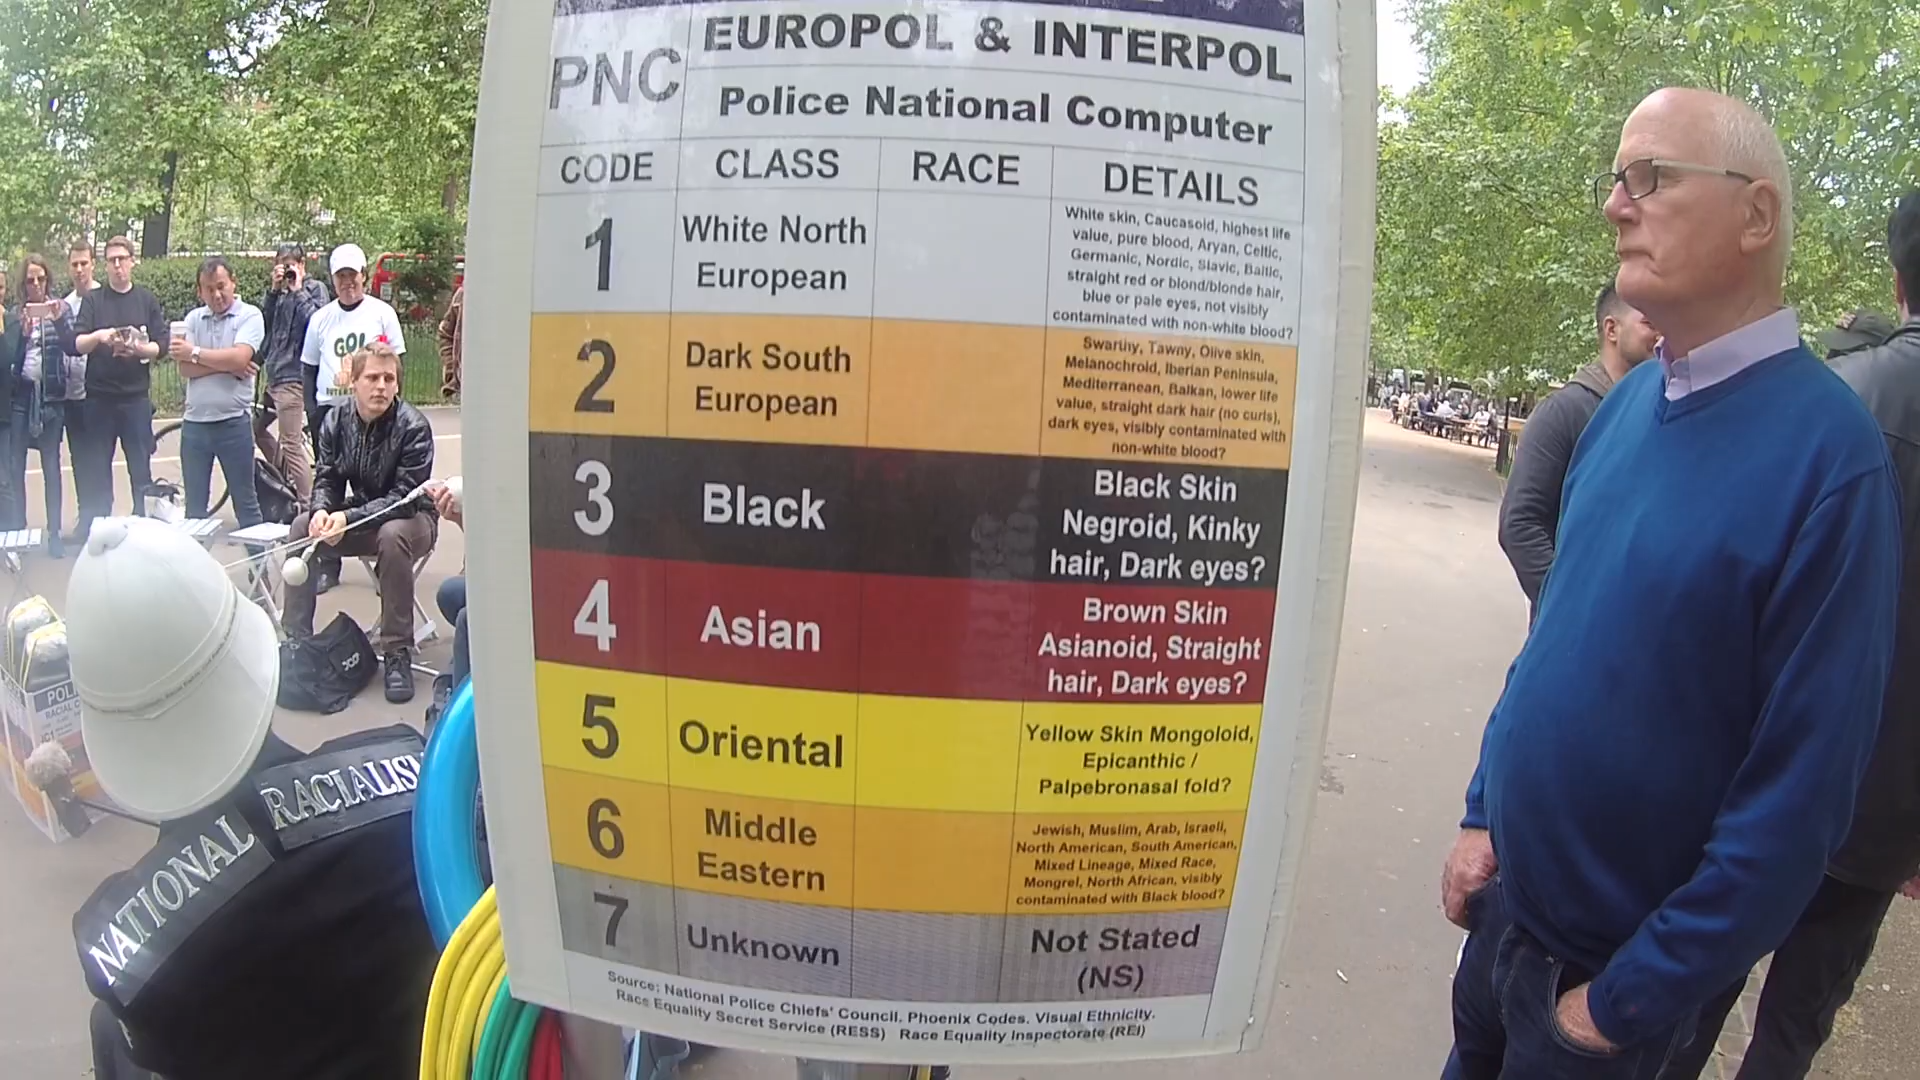 EUROPOL & INTERPOL
PNC
Police National Computer
CODE CLASS RACE DETAILS
1
White North
European
White skin, Caucasoid, highest life
value, pure blood, Aryan, Celtic,
Germanic, Nordic, Slavic, Baltic,
straight red or blond/blonde hair,
blue or pale eyes, not visibly
contaminated with non-white blood?
2
Dark South
European
Swarthy, Tawny, Olive skin,
Melanochroid, Iberian Peninsula,
Mediterranean, Balkan, lower life
value, straight dark hair (no curls),
dark eyes, visibly contaminated with
non-white blood?
3
Black
Black Skin
Negroid, Kinky
hair, Dark eyes?
4
Asian
Brown Skin
Asianoid, Straight
hair, Dark eyes?
5
Oriental
Yellow Skin Mongoloid,
Epicanthic /
Palpebronasal fold?
6
Middle
Eastern
Jewish, Muslim, Arab, Israeli,
North American, South American,
Mixed Lineage, Mixed Race,
Mongrel, North African, visibly
contaminated with Black blood?
7
Unknown
Not Stated
(NS)
Source: National Police Chiefs' Council, Phoenix Codes. Visual Ethnicity.
Race Equality Secret Service (RESS) Race Equality Inspectorate (REI)
NATIONAL
RACIALISM
GO!
POLI
RACIAL C